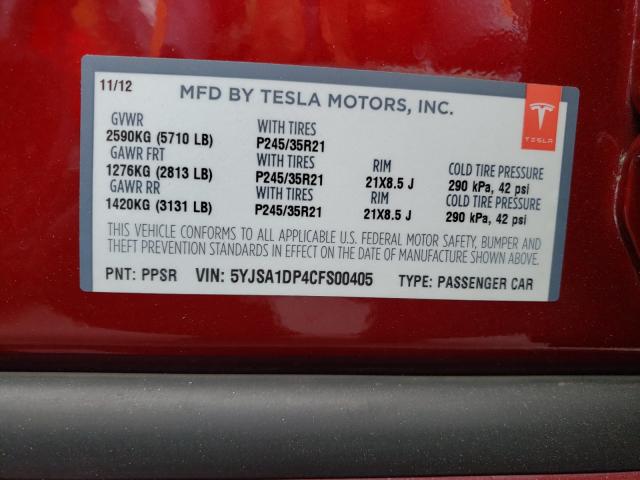 11/12
MFD BY TESLA MOTORS, INC.
TESLA
GVWR WITH TIRES
2590KG (5710 LB) P245/35R21
GAWR FRT WITH TIRES RIM COLD TIRE PRESSURE
1276KG (2813 LB) P245/35R21 21X8.5 J 290 kPa, 42 psi
GAWR RR WITH TIRES RIM COLD TIRE PRESSURE
1420KG (3131 LB) P245/35R21 21X8.5 J 290 kPa, 42 psi
THIS VEHICLE CONFORMS TO ALL APPLICABLE U.S. FEDERAL MOTOR SAFETY, BUMPER AND
THEFT PREVENTION STANDARDS IN EFFECT ON THE DATE OF MANUFACTURE SHOWN ABOVE.
PNT: PPSR VIN: 5YJSA1DP4CFS00405 TYPE: PASSENGER CAR